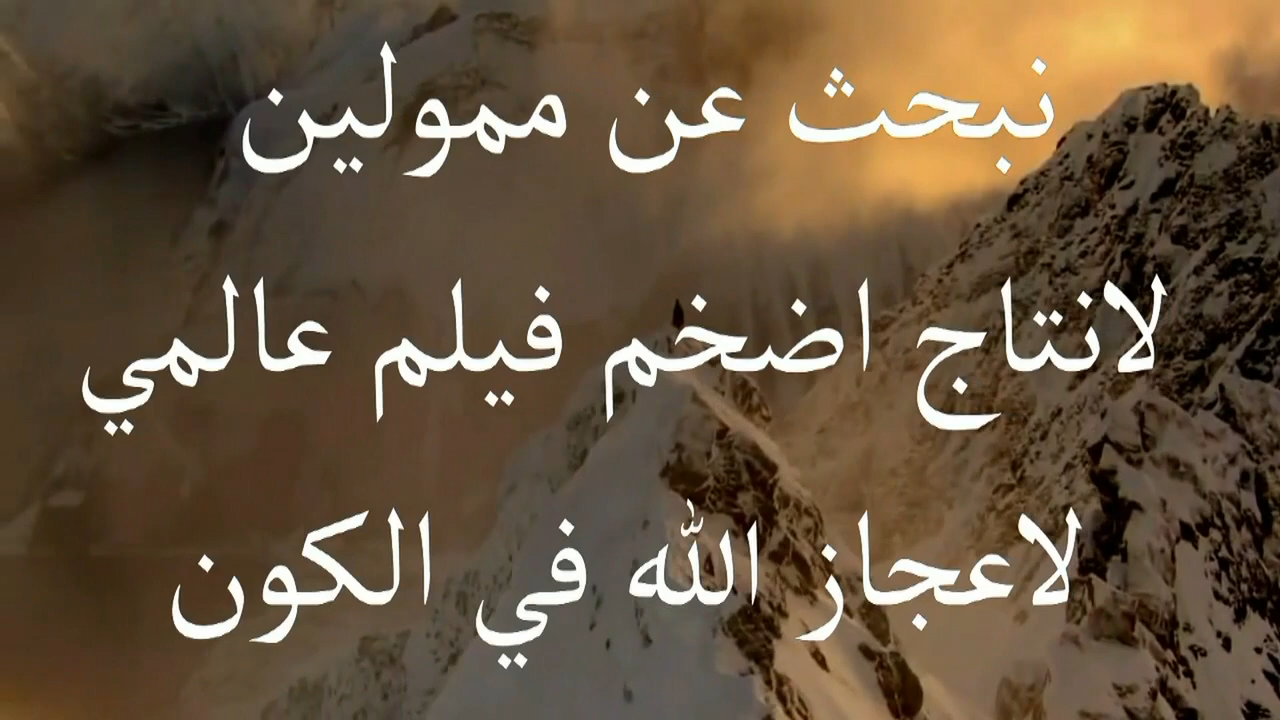 نبحث عن ممولين
لانتاج اضخم فيلم عالمي
لاعجاز الله في الكون